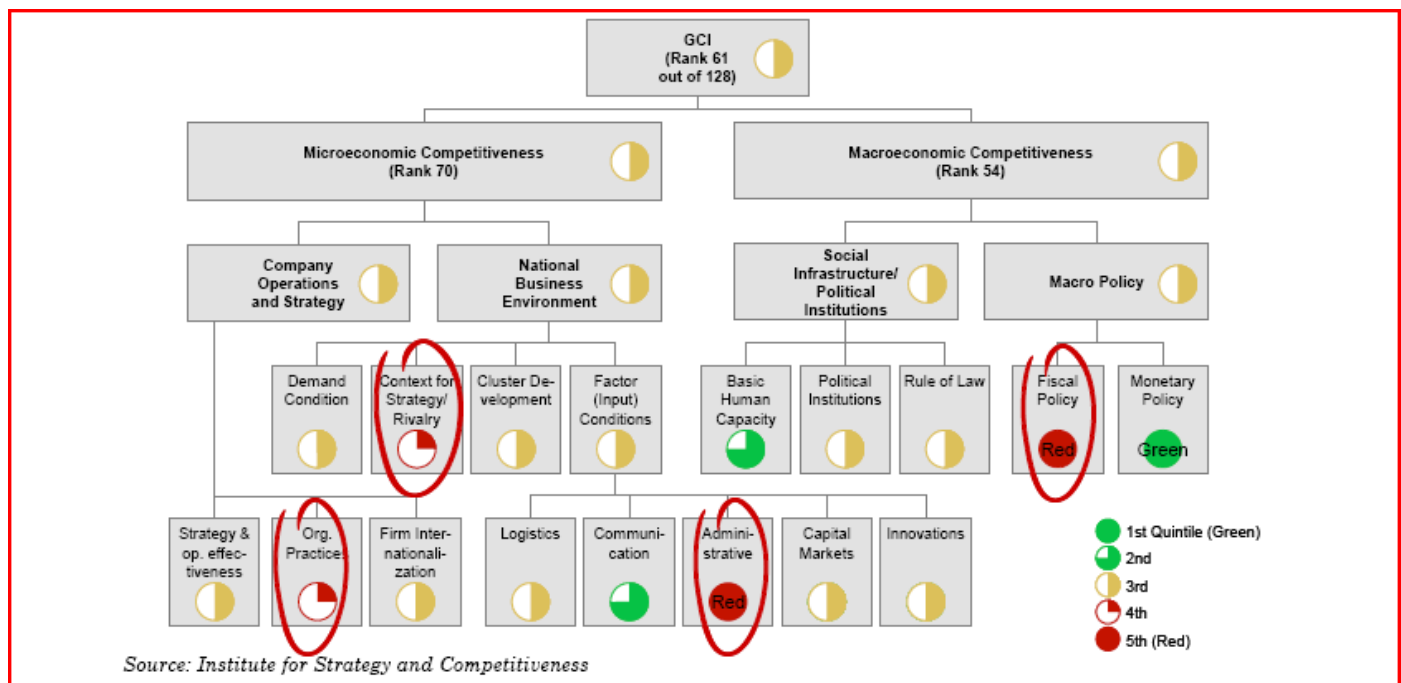 GCI
(Rank 61
out of 128)
Microeconomic Competitiveness
(Rank 70)
Macroeconomic Competitiveness
(Rank 54)
Company
Operations
and Strategy
National
Business
Environment
Social
Infrastructure/
Political
Institutions
Macro Policy
Demand
Condition
Context for
Strategy/
Rivalry
Cluster De-
velopment
Factor
(Input)
Conditions
Basic
Human
Capacity
Political
Institutions
Rule of Law
Fiscal
Policy
Red
Monetary
Policy
Green
Strategy &
op. effec-
tiveness
Org.
Practices
Firm Inter-
nationali-
zation
Logistics
Communi-
cation
Admini-
strative
Red
Capital
Markets
Innovations
1st Quintile (Green)
2nd
3rd
4th
5th (Red)
Source: Institute for Strategy and Competitiveness